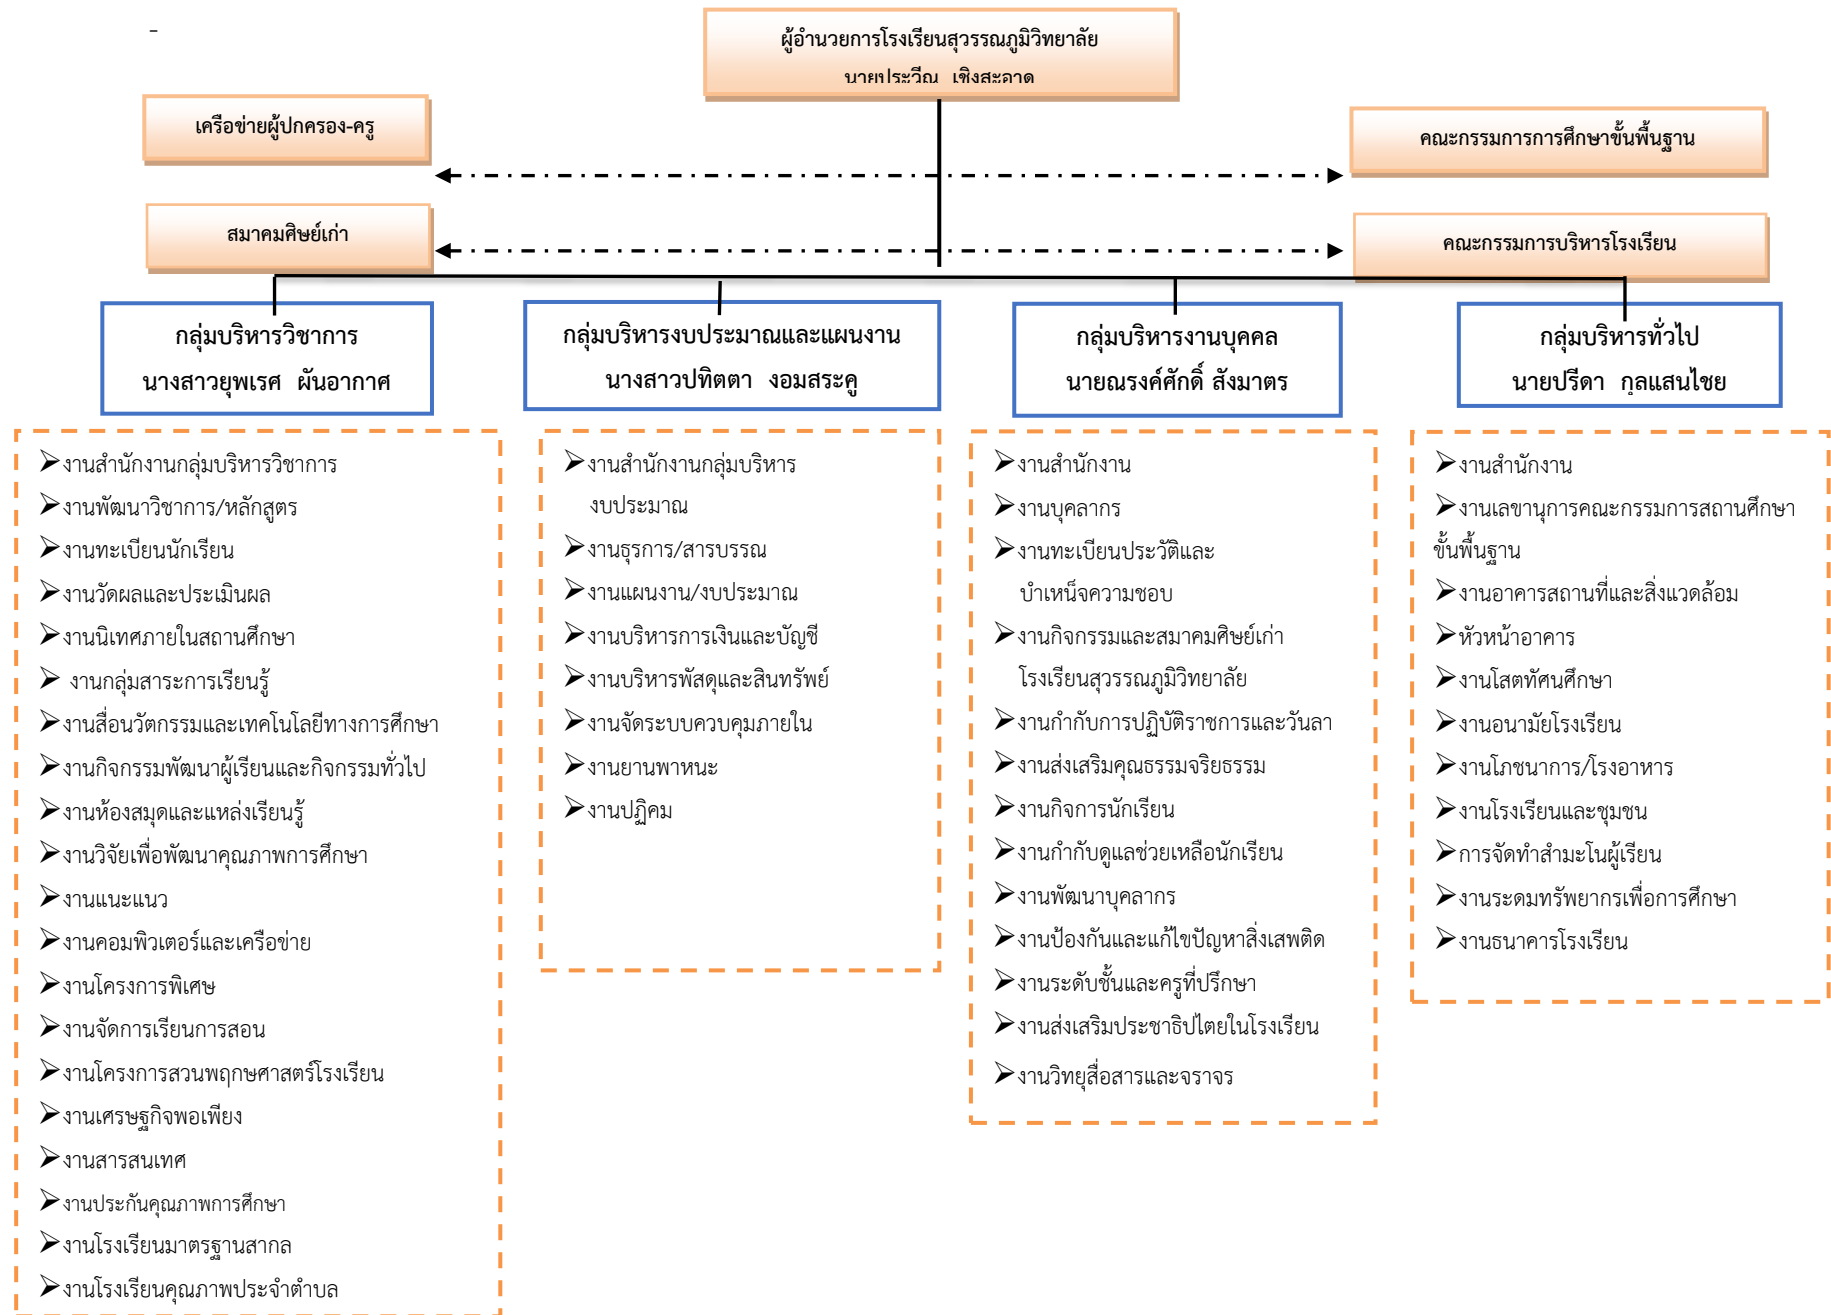 ผู้อำนวยการโรงเรียนสุวรรณภูมิวิทยาลัย
นายประวีณ เชิงสะอาด
เครือข่ายผู้ปกครอง-ครู
คณะกรรมการการศึกษาขั้นพื้นฐาน
สมาคมศิษย์เก่า
คณะกรรมการบริหารโรงเรียน
กลุ่มบริหารวิชาการ
นางสาวยุพเรศ ผันอากาศ
กลุ่มบริหารงบประมาณและแผนงาน
นางสาวปทิตตา งอมสระคู
กลุ่มบริหารงานบุคคล
นายณรงค์ศักดิ์ สังมาตร
กลุ่มบริหารทั่วไป
นายปรีดา กุลแสนไชย
งานสำนักงานกลุ่มบริหารวิชาการ
งานพัฒนาวิชาการ/หลักสูตร
งานทะเบียนนักเรียน
งานวัดผลและประเมินผล
งานนิเทศภายในสถานศึกษา
งานกลุ่มสาระการเรียนรู้
งานสื่อนวัตกรรมและเทคโนโลยีทางการศึกษา
งานกิจกรรมพัฒนาผู้เรียนและกิจกรรมทั่วไป
งานห้องสมุดและแหล่งเรียนรู้
งานวิจัยเพื่อพัฒนาคุณภาพการศึกษา
งานแนะแนว
งานคอมพิวเตอร์และเครือข่าย
งานโครงการพิเศษ
งานจัดการเรียนการสอน
งานโครงการสวนพฤกษศาสตร์โรงเรียน
งานเศรษฐกิจพอเพียง
งานสารสนเทศ
งานประกันคุณภาพการศึกษา
งานโรงเรียนมาตรฐานสากล
งานโรงเรียนคุณภาพประจำตำบล
งานสำนักงานกลุ่มบริหาร
งบประมาณ
งานธุรการ/สารบรรณ
งานแผนงาน/งบประมาณ
งานบริหารการเงินและบัญชี
งานบริหารพัสดุและสินทรัพย์
งานจัดระบบควบคุมภายใน
งานยานพาหนะ
งานปฏิคม
งานสำนักงาน
งานบุคลากร
งานทะเบียนประวัติและ
บำเหน็จความชอบ
งานกิจกรรมและสมาคมศิษย์เก่า
โรงเรียนสุวรรณภูมิวิทยาลัย
งานกำกับการปฏิบัติราชการและวันลา
งานส่งเสริมคุณธรรมจริยธรรม
งานกิจการนักเรียน
งานกำกับดูแลช่วยเหลือนักเรียน
งานพัฒนาบุคลากร
งานป้องกันและแก้ไขปัญหาสิ่งเสพติด
งานระดับชั้นและครูที่ปรึกษา
งานส่งเสริมประชาธิปไตยในโรงเรียน
งานวิทยุสื่อสารและจราจร
งานสำนักงาน
งานเลขานุการคณะกรรมการสถานศึกษา
ขั้นพื้นฐาน
งานอาคารสถานที่และสิ่งแวดล้อม
หัวหน้าอาคาร
งานโสตทัศนศึกษา
งานอนามัยโรงเรียน
งานโภชนาการ/โรงอาหาร
งานโรงเรียนและชุมชน
การจัดทำสำมะโนผู้เรียน
งานระดมทรัพยากรเพื่อการศึกษา
งานธนาคารโรงเรียน